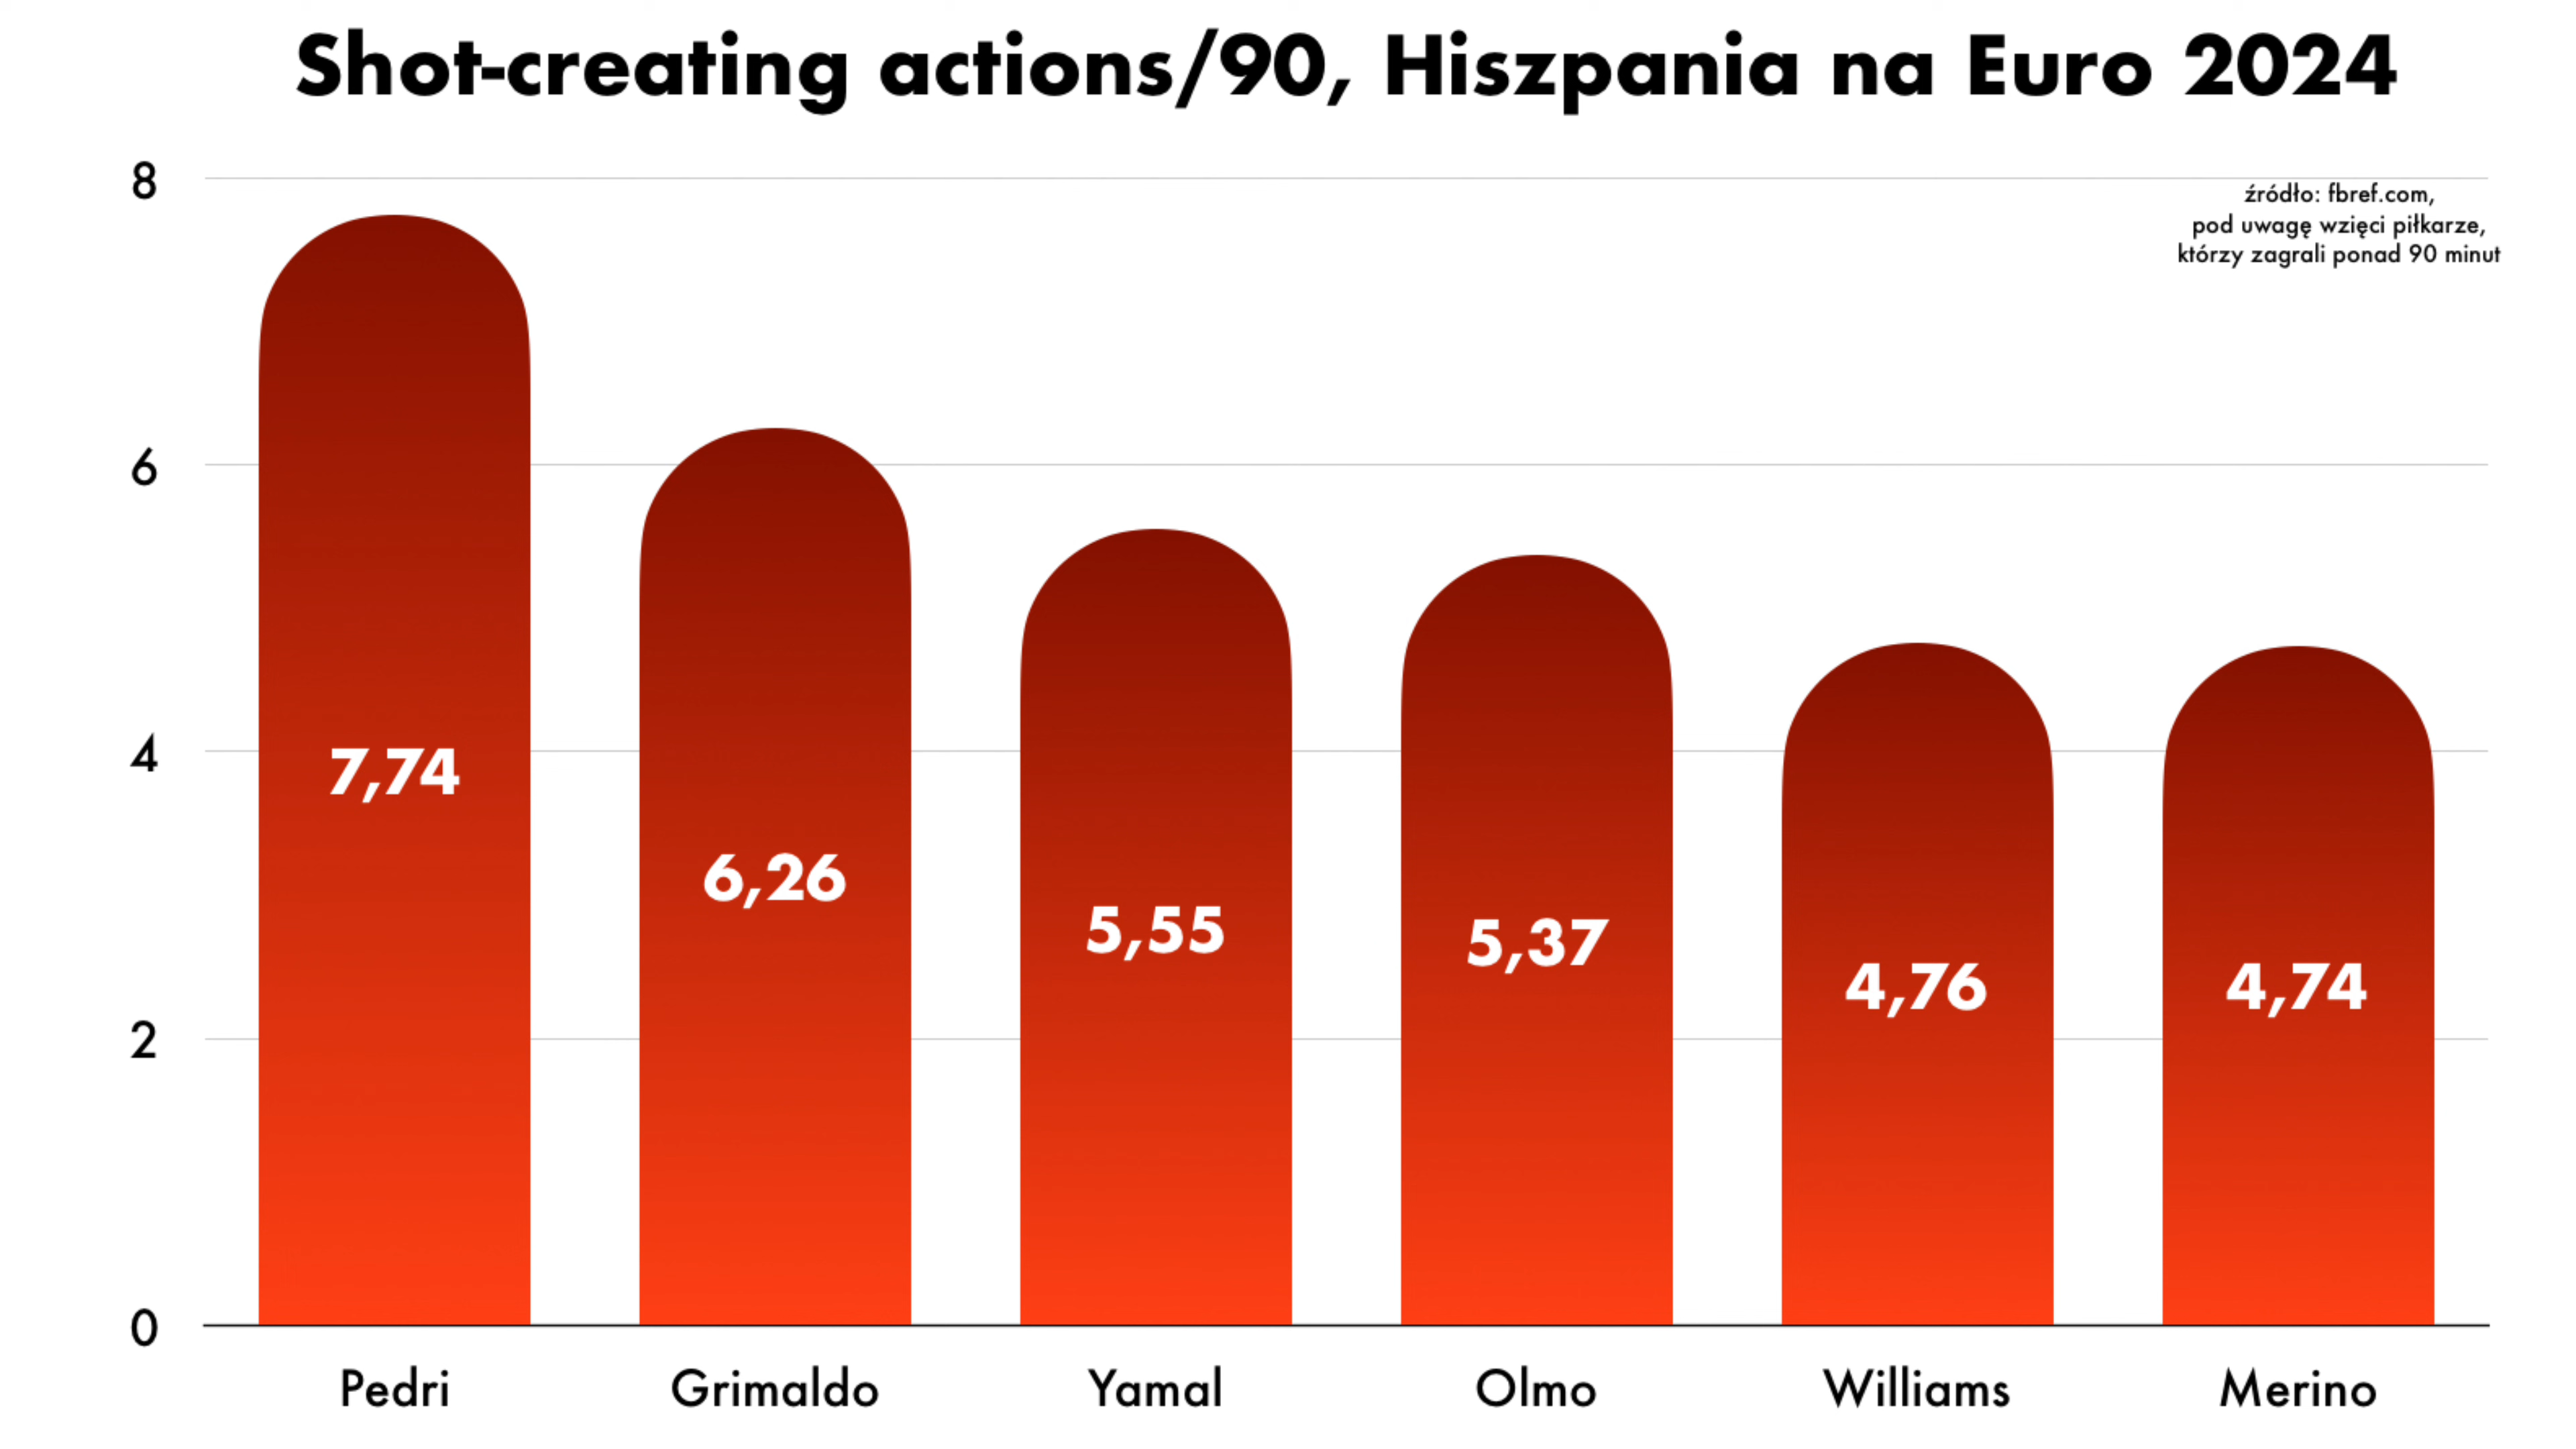 Shot-creating actions/90, Hiszpania na Euro 2024
8
źródło: fbref.com,
pod uwagę wzięci piłkarze,
którzy zagrali ponad 90 minut
6
4
2
0
7,74
6,26
5,55
5,37
4,76
4,74
Pedri
Grimaldo
Yamal
Olmo
Williams
Merino